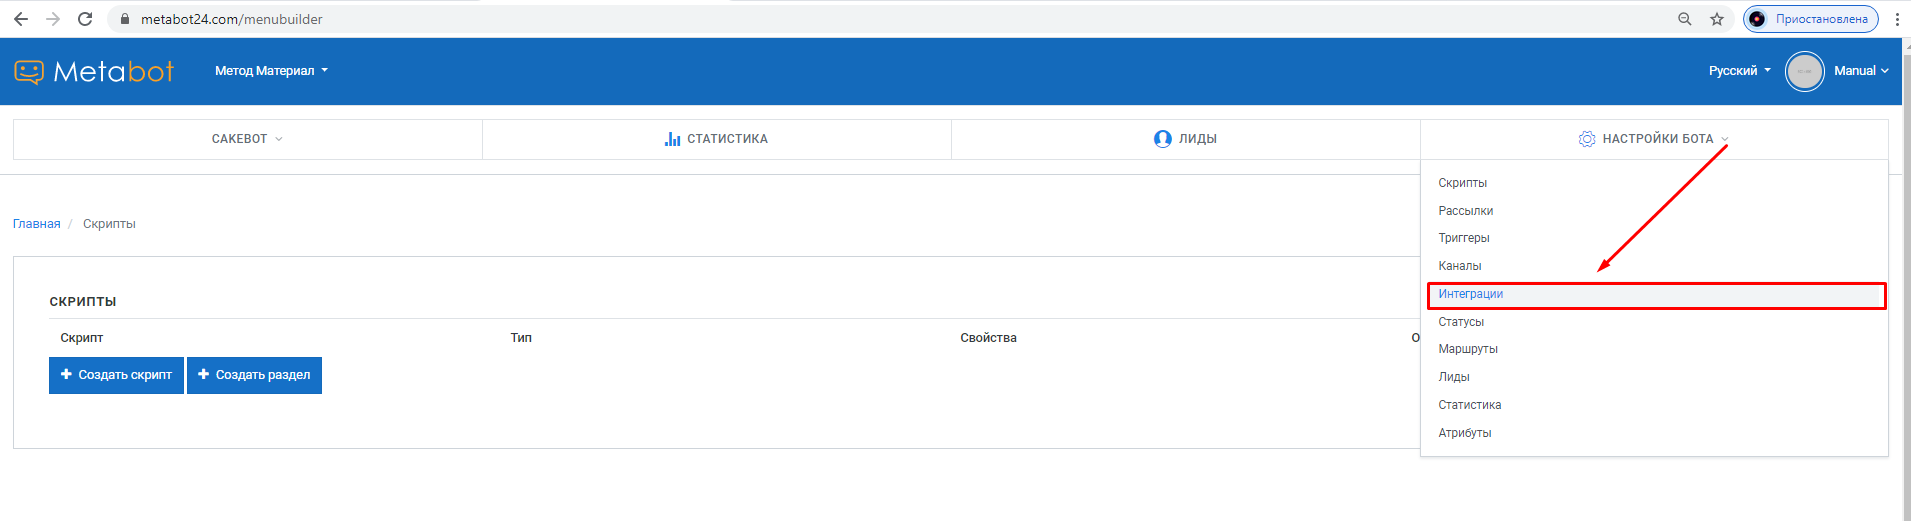 metabot24.com/menubuilder
Приостановлена
Metabot
Метод Материал
Русский
Manual
CAKEBOT
СТАТИСТИКА
ЛИДЫ
НАСТРОЙКИ БОТА
Скрипты
Рассылки
Триггеры
Каналы
Интеграции
Статусы
Маршруты
Лиды
Статистика
Атрибуты
Главная / Скрипты
СКРИПТЫ
Скрипт Тип Свойства О
+ Создать скрипт + Создать раздел